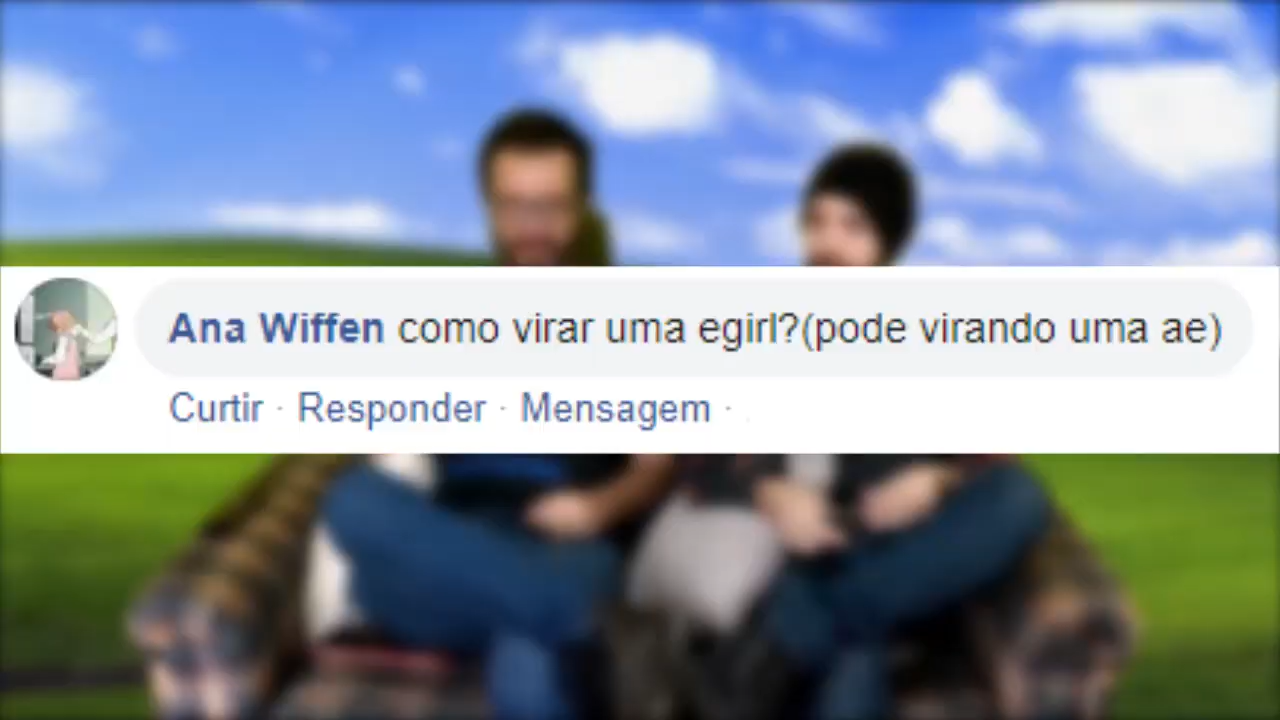 Ana Wiffen como virar uma egirl?(pode virando uma ae)
Curtir · Responder · Mensagem ·